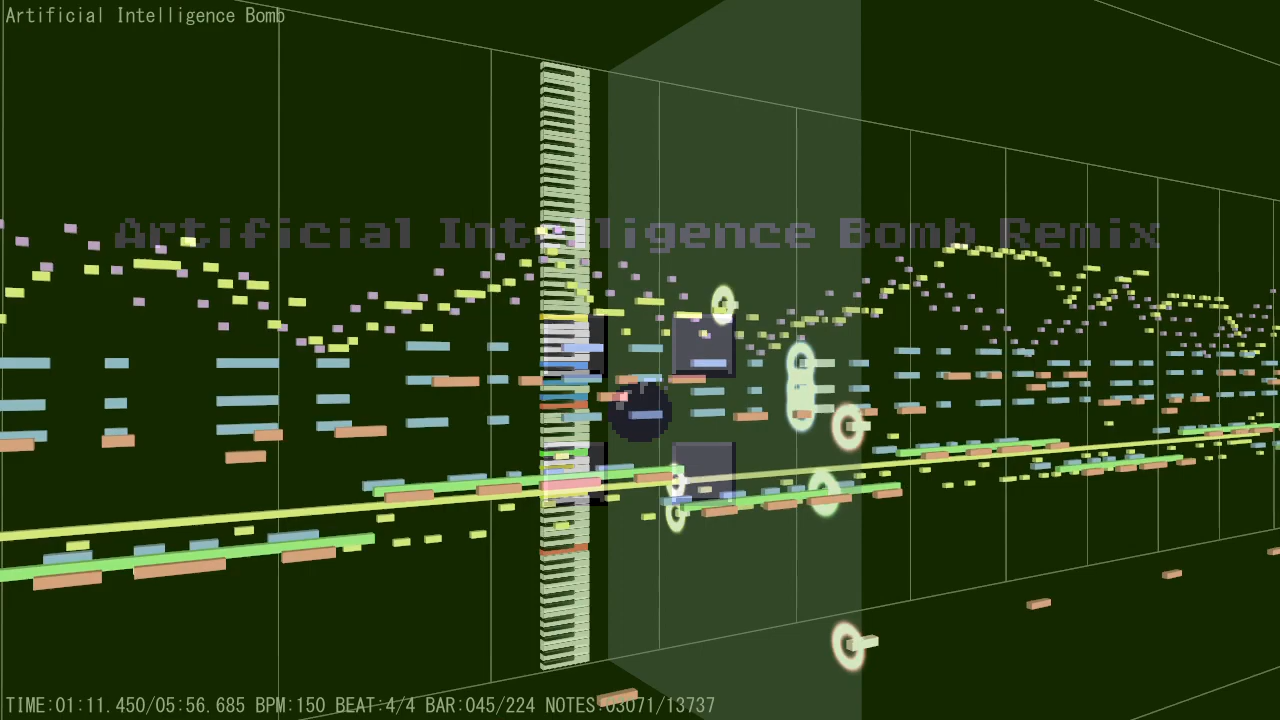 Artificial Intelligence Bomb
Artificial Intelligence Bomb Remix
TIME:01:11.450/05:56.685 BPM:150 BEAT:4/4 BAR:045/224 NOTES:03071/13737